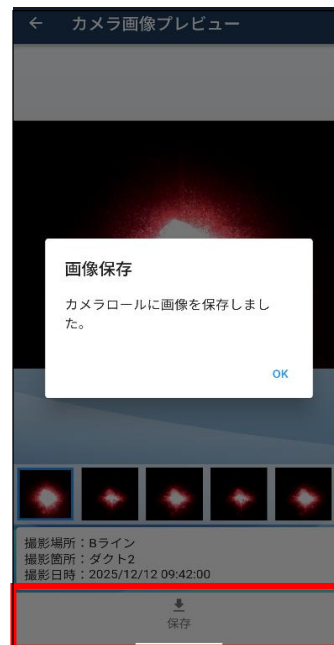 ← カメラ画像プレビュー
画像保存
カメラロールに画像を保存しまし
た。
OK
撮影場所：Bライン
撮影箇所：ダクト2
撮影日時：2025/12/12 09:42:00
保存